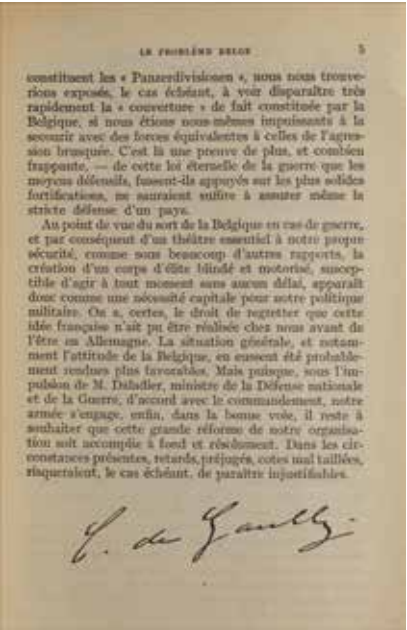 LE PROBLÈME BELGE 5
constituent les « Panzerdivisionen », nous nous trouve-
rions exposés, le cas échéant, à voir disparaître très
rapidement la « couverture » de fait constituée par la
Belgique, si nous étions nous-mêmes impuissants à la
secourir avec des forces équivalentes à celles de l'agres-
sion brusquée. C'est là une preuve de plus, et combien
frappante, — de cette loi éternelle de la guerre que les
moyens défensifs, fussent-ils appuyés sur les plus solides
fortifications, ne sauraient suffire à assurer même la
stricte défense d'un pays.
Au point de vue du sort de la Belgique en cas de guerre,
et par conséquent d'un théâtre essentiel à notre propre
sécurité, comme sous beaucoup d'autres rapports, la
création d'un corps d'élite blindé et motorisé, suscep-
tible d'agir à tout moment sans aucun délai, apparaît
donc comme une nécessité capitale pour notre politique
militaire. On a, certes, le droit de regretter que cette
idée française n'ait pu être réalisée chez nous avant de
l'être en Allemagne. La situation générale, et notam-
ment l'attitude de la Belgique, en eussent été probable-
ment rendues plus favorables. Mais puisque, sous l'im-
pulsion de M. Daladier, ministre de la Défense nationale
et de la Guerre, d'accord avec le commandement, notre
armée s'engage, enfin, dans la bonne voie, il reste à
souhaiter que cette grande réforme de notre organisa-
tion soit accomplie à fond et résolument. Dans les cir-
constances présentes, retards, préjugés, cotes mal taillées,
risqueraient, le cas échéant, de paraître injustifiables.
C. de Gaulle.